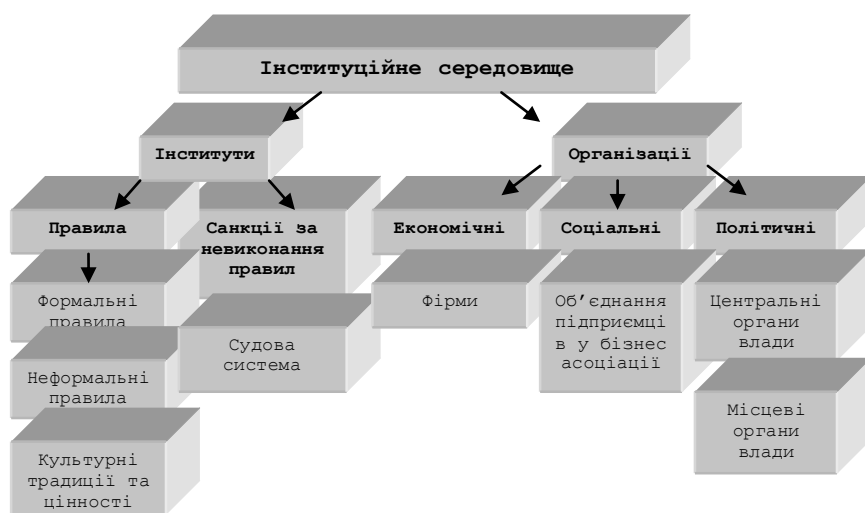 Інституційне середовище
Інститути
Організації
Правила
Санкції за
невиконання
правил
Економічні
Соціальні
Політичні
Формальні
правила
Неформальні
правила
Культурні
традиції та
цінності
Судова
система
Фірми
Об’єднання
підприємці
в у бізнес
асоціації
Центральні
органи
влади
Місцеві
органи
влади